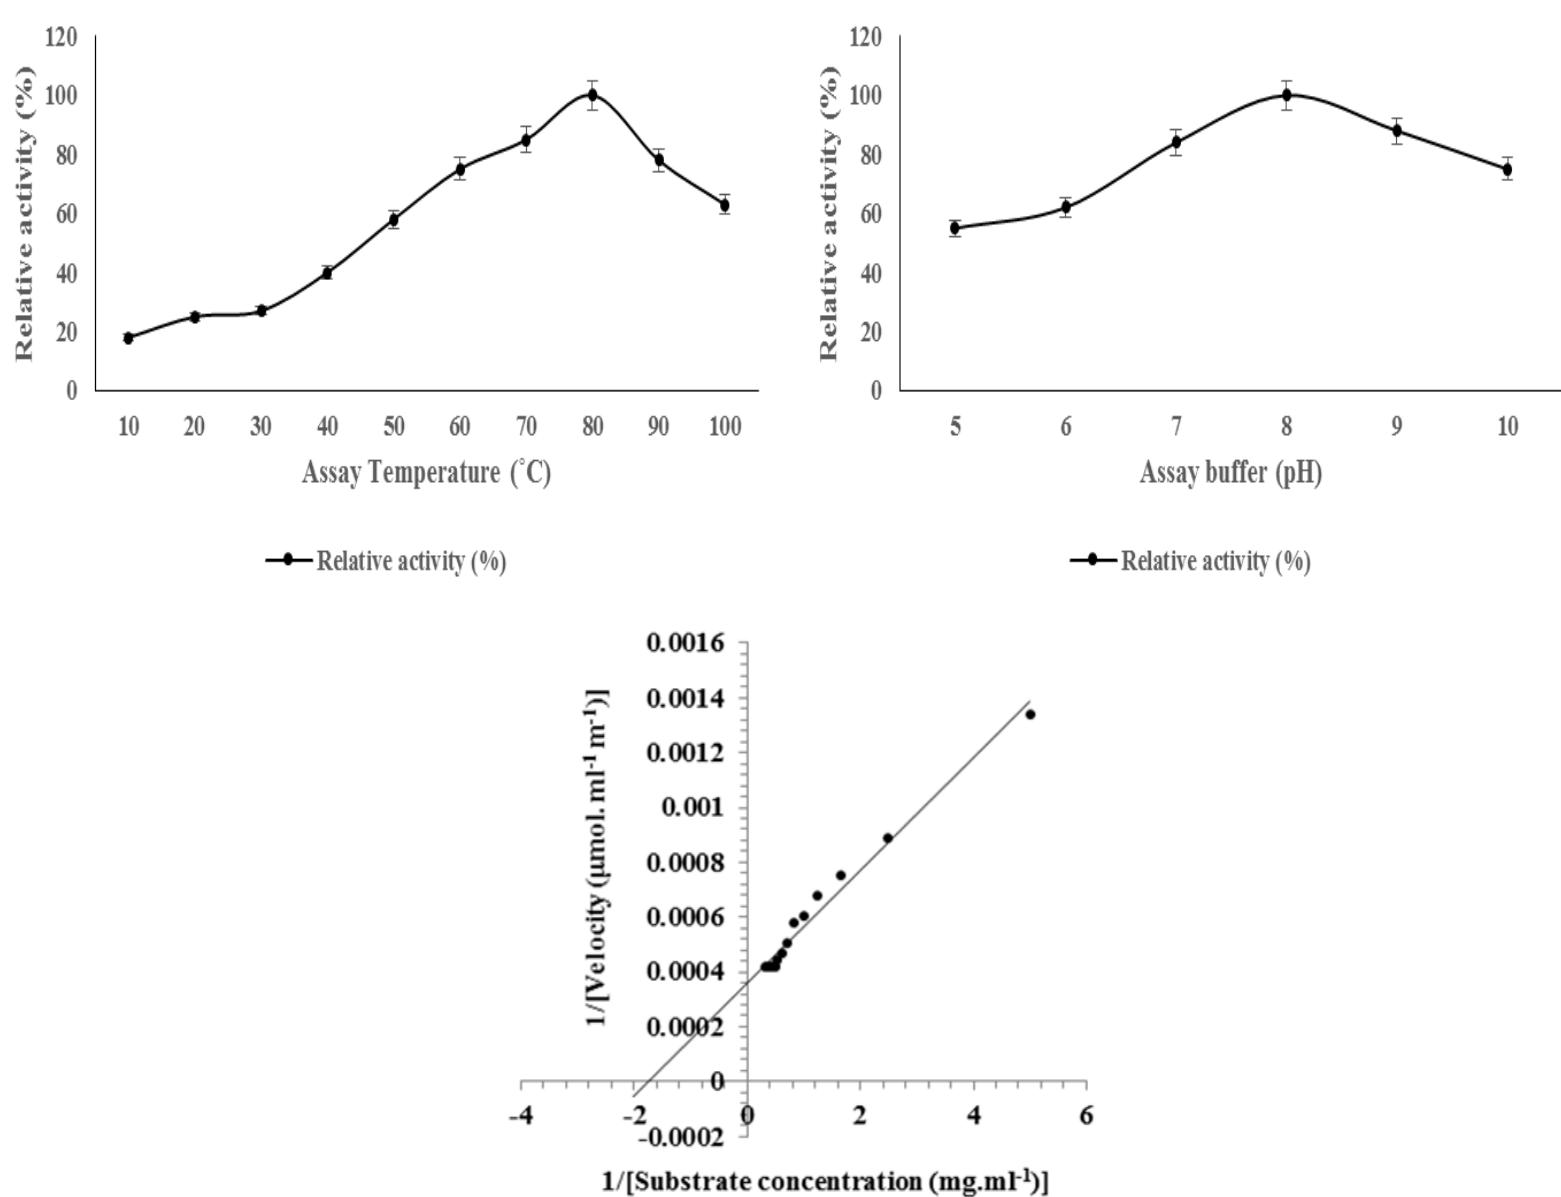 120
100
80
60
40
20
0
Relative activity (%)
10 20 30 40 50 60 70 80 90 100
Assay Temperature (˚C)
Relative activity (%)
120
100
80
60
40
20
0
Relative activity (%)
5 6 7 8 9 10
Assay buffer (pH)
Relative activity (%)
0.0016
0.0014
0.0012
0.001
0.0008
0.0006
0.0004
0.0002
0
-0.0002
1/[Velocity (µmol. ml⁻¹ m⁻¹)]
-4 -2 0 2 4 6
1/[Substrate concentration (mg.ml⁻¹)]